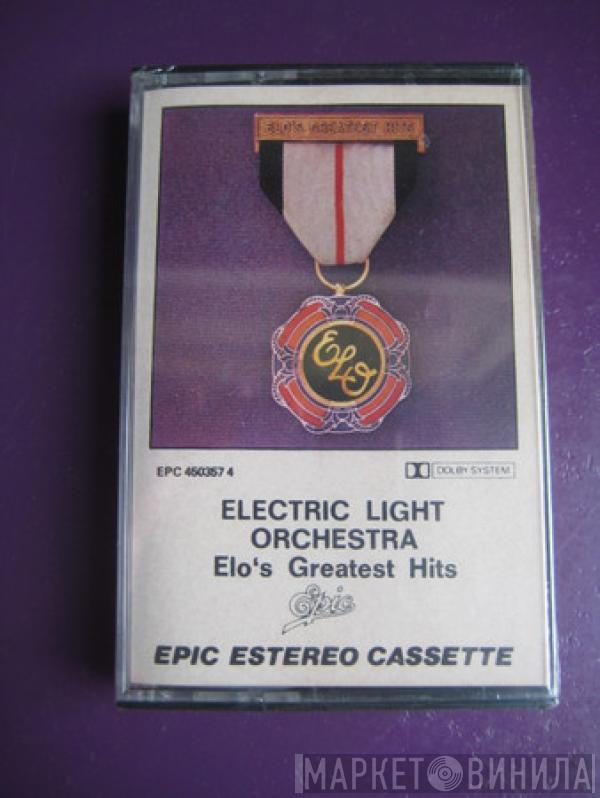 ELO'S GREATEST HITS
ELO
EPC 450357 4
DOLBY SYSTEM
ELECTRIC LIGHT
ORCHESTRA
Elo's Greatest Hits
Epic
EPIC ESTEREO CASSETTE
МАРКЕТ ВИНИЛА